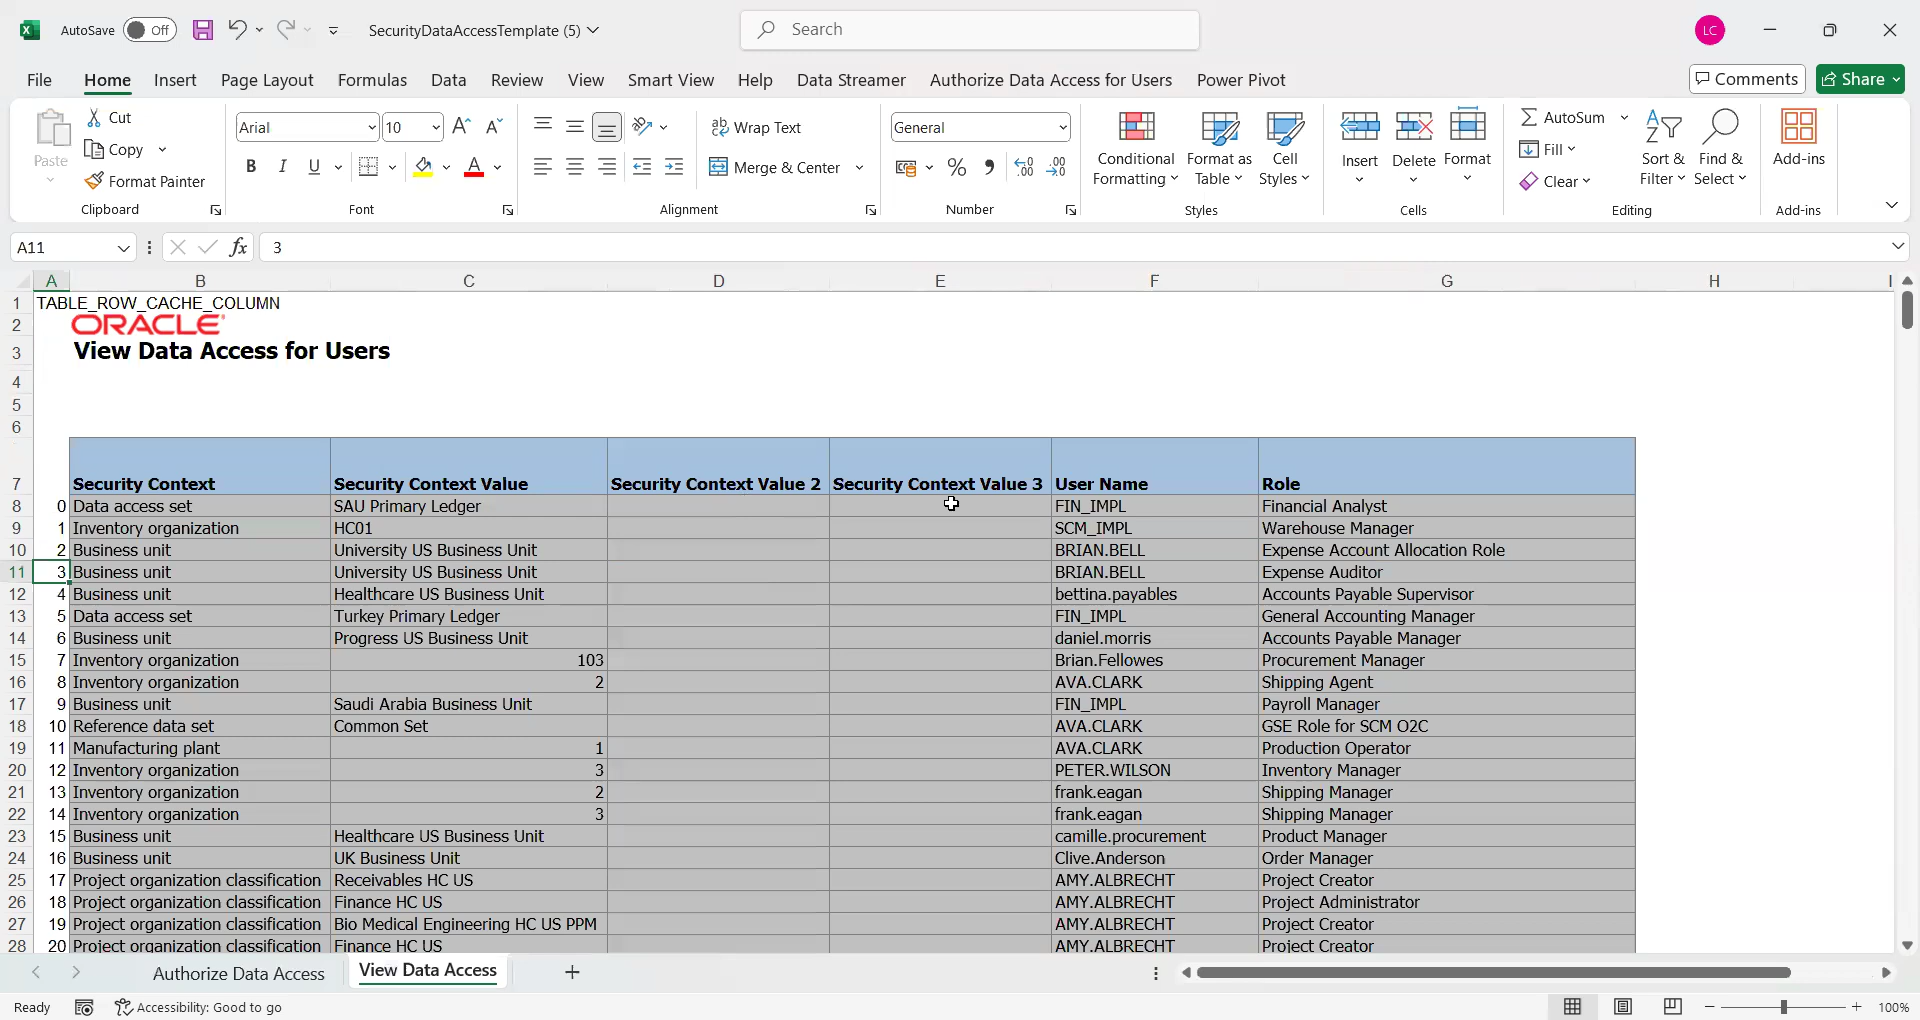 AutoSave Off SecurityDataAccessTemplate (5) Search LC
File Home Insert Page Layout Formulas Data Review View Smart View Help Data Streamer Authorize Data Access for Users Power Pivot Comments Share
Paste
Cut
Copy
Format Painter
Clipboard
Arial 10
B I U A
Font
Wrap Text
Merge & Center
Alignment
General
% ,
Number
Conditional Formatting
Format as Table
Cell Styles
Styles
Insert Delete Format
Cells
AutoSum
Fill
Clear
Sort & Filter
Find & Select
Editing
Add-ins
Add-ins
A11 fx 3
A B C D E F G H I
1 TABLE_ROW_CACHE_COLUMN
2 ORACLE
3 View Data Access for Users
4
5
6
7 Security Context Security Context Value Security Context Value 2 Security Context Value 3 User Name Role
8 0 Data access set SAU Primary Ledger FIN_IMPL Financial Analyst
9 1 Inventory organization HC01 SCM_IMPL Warehouse Manager
10 2 Business unit University US Business Unit BRIAN.BELL Expense Account Allocation Role
11 3 Business unit University US Business Unit BRIAN.BELL Expense Auditor
12 4 Business unit Healthcare US Business Unit bettina.payables Accounts Payable Supervisor
13 5 Data access set Turkey Primary Ledger FIN_IMPL General Accounting Manager
14 6 Business unit Progress US Business Unit daniel.morris Accounts Payable Manager
15 7 Inventory organization 103 Brian.Fellowes Procurement Manager
16 8 Inventory organization 2 AVA.CLARK Shipping Agent
17 9 Business unit Saudi Arabia Business Unit FIN_IMPL Payroll Manager
18 10 Reference data set Common Set AVA.CLARK GSE Role for SCM O2C
19 11 Manufacturing plant 1 AVA.CLARK Production Operator
20 12 Inventory organization 3 PETER.WILSON Inventory Manager
21 13 Inventory organization 2 frank.eagan Shipping Manager
22 14 Inventory organization 3 frank.eagan Shipping Manager
23 15 Business unit Healthcare US Business Unit camille.procurement Product Manager
24 16 Business unit UK Business Unit Clive.Anderson Order Manager
25 17 Project organization classification Receivables HC US AMY.ALBRECHT Project Creator
26 18 Project organization classification Finance HC US AMY.ALBRECHT Project Administrator
27 19 Project organization classification Bio Medical Engineering HC US PPM AMY.ALBRECHT Project Creator
28 20 Project organization classification Finance HC US AMY.ALBRECHT Project Creator
Authorize Data Access View Data Access
Ready Accessibility: Good to go 100%